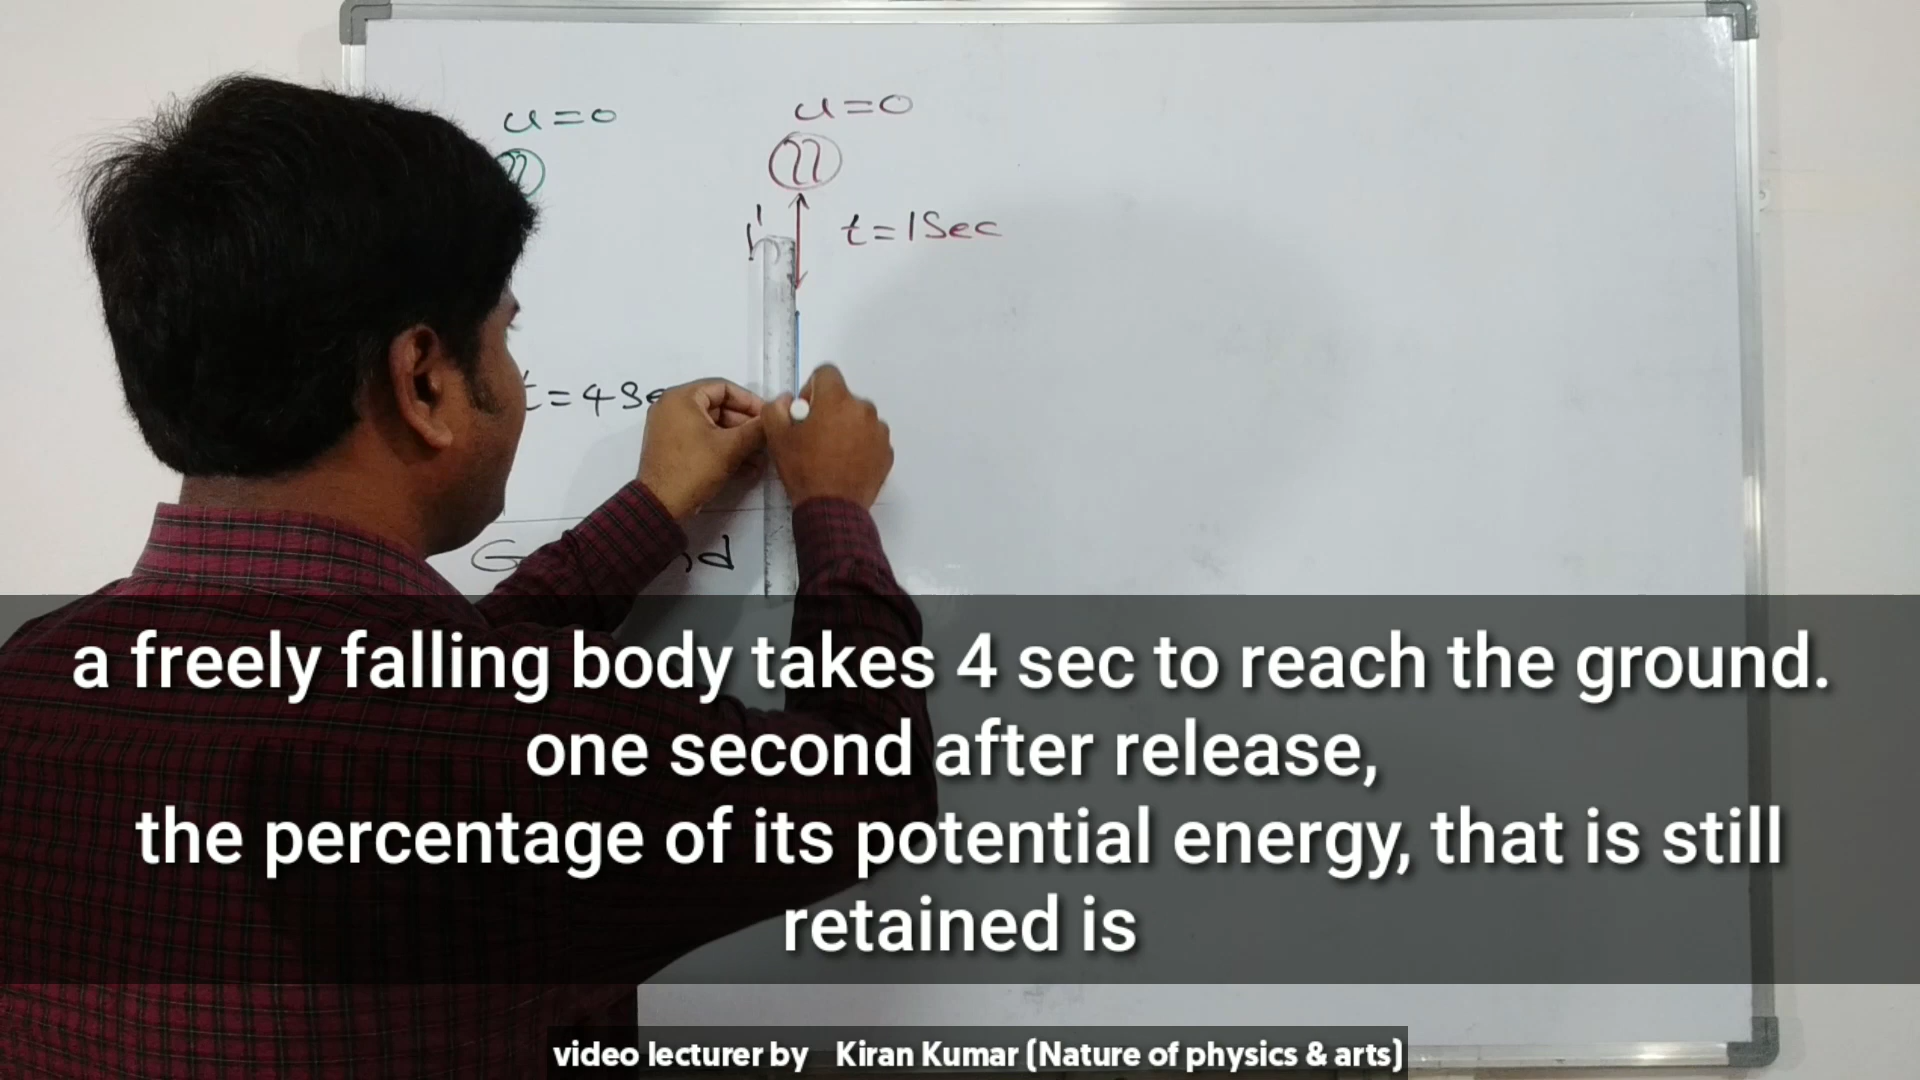 u=0
u=0
t=1Sec
a freely falling body takes 4 sec to reach the ground.
one second after release,
the percentage of its potential energy, that is still
retained is
video lecturer by Kiran Kumar (Nature of physics & arts)